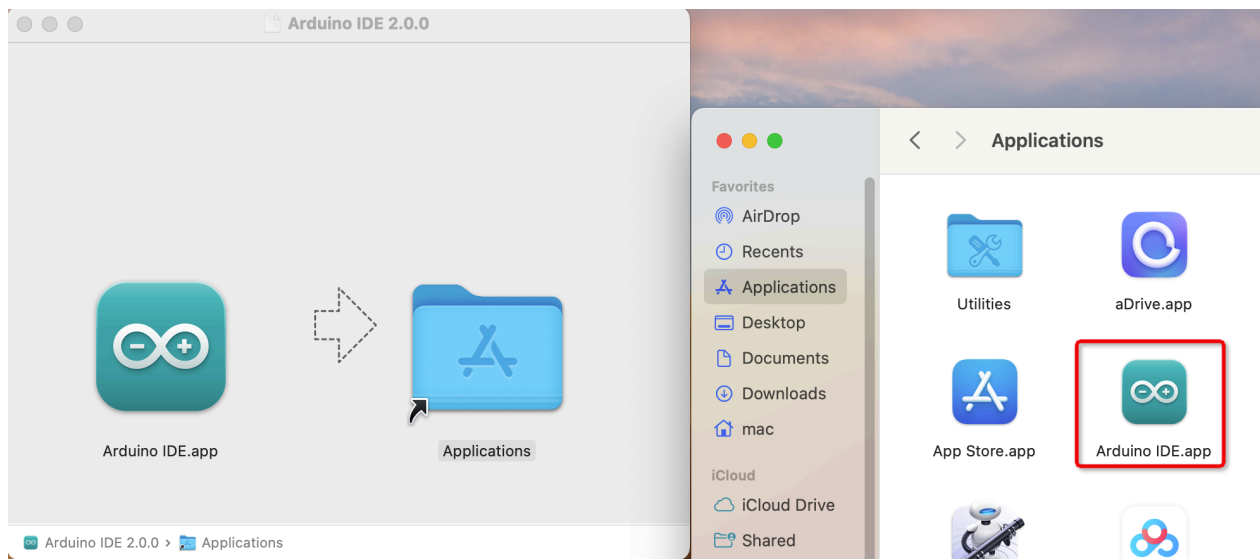 Arduino IDE 2.0.0
Arduino IDE.app
Applications
Arduino IDE 2.0.0 › Applications
Applications
Favorites
AirDrop
Recents
Applications
Desktop
Documents
Downloads
mac
iCloud
iCloud Drive
Shared
Utilities
aDrive.app
App Store.app
Arduino IDE.app